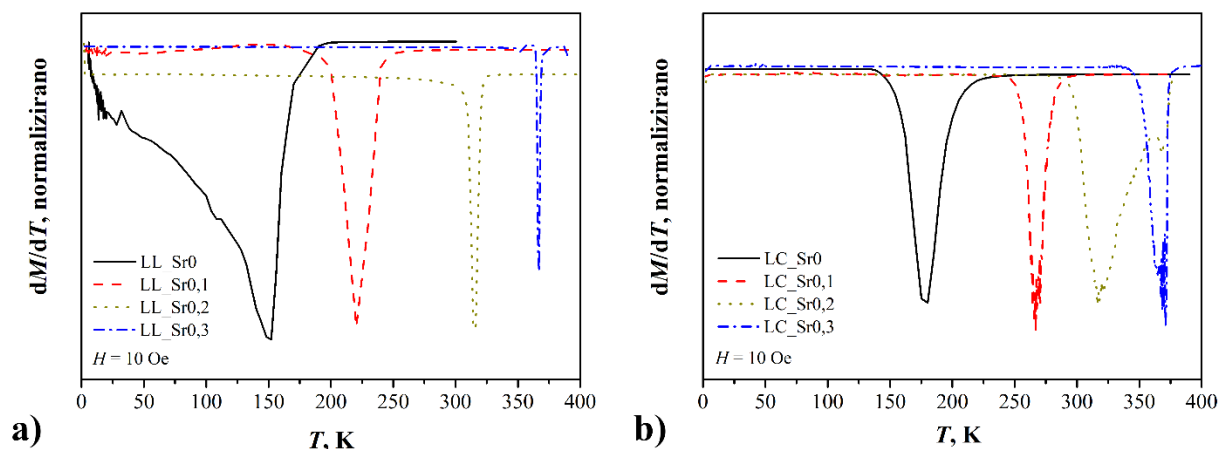 dM/dT, normalizirano
LL_Sr0
LL_Sr0,1
LL_Sr0,2
LL_Sr0,3
H = 10 Oe
0 50 100 150 200 250 300 350 400
T, K
a)
dM/dT, normalizirano
LC_Sr0
LC_Sr0,1
LC_Sr0,2
LC_Sr0,3
H = 10 Oe
0 50 100 150 200 250 300 350 400
T, K
b)